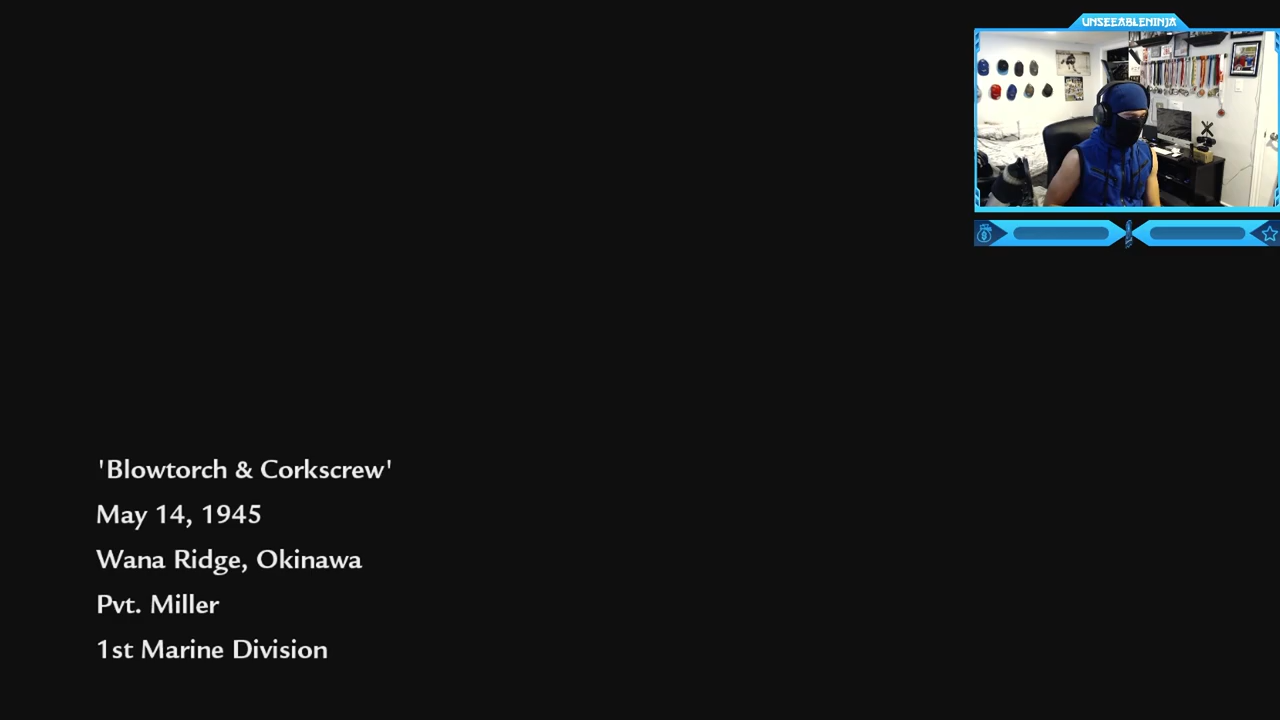 UNSEEABLENINJA
'Blowtorch & Corkscrew'
May 14, 1945
Wana Ridge, Okinawa
Pvt. Miller
1st Marine Division